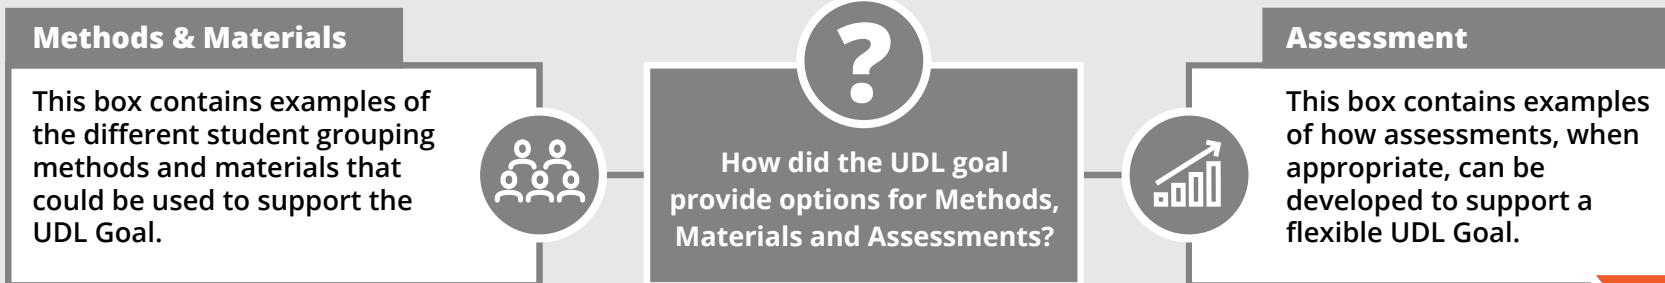 Methods & Materials
This box contains examples of
the different student grouping
methods and materials that
could be used to support the
UDL Goal.
?
How did the UDL goal
provide options for Methods,
Materials and Assessments?
Assessment
This box contains examples
of how assessments, when
appropriate, can be
developed to support a
flexible UDL Goal.